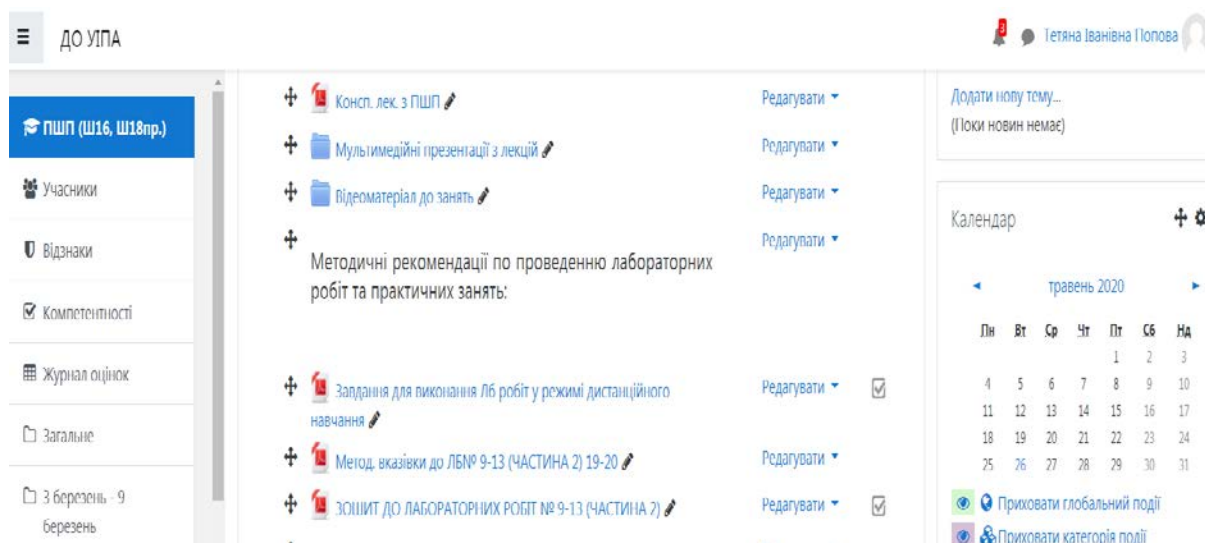 ДО УІПА
3
Тетяна Іванівна Попова
ПШП (Ш16, Ш18пр.)
Учасники
Відзнаки
Компетентності
Журнал оцінок
Загальне
3 березень - 9
березень
Консп. лек. з ПШП
Редагувати
Мультимедійні презентації з лекцій
Редагувати
Відеоматеріал до занять
Редагувати
Редагувати
Методичні рекомендації по проведенню лабораторних
робіт та практичних занять:
Завдання для виконання Лб робіт у режимі дистанційного
навчання
Редагувати
Метод. вказівки до ЛБ№ 9-13 (ЧАСТИНА 2) 19-20
Редагувати
ЗОШИТ ДО ЛАБОРАТОРНИХ РОБІТ № 9-13 (ЧАСТИНА 2)
Редагувати
Додати нову тему...
(Поки новин немає)
Календар
травень 2020
Пн Вт Ср Чт Пт Сб Нд
1 2 3
4 5 6 7 8 9 10
11 12 13 14 15 16 17
18 19 20 21 22 23 24
25 26 27 28 29 30 31
Приховати глобальний події
Приховати категорія події